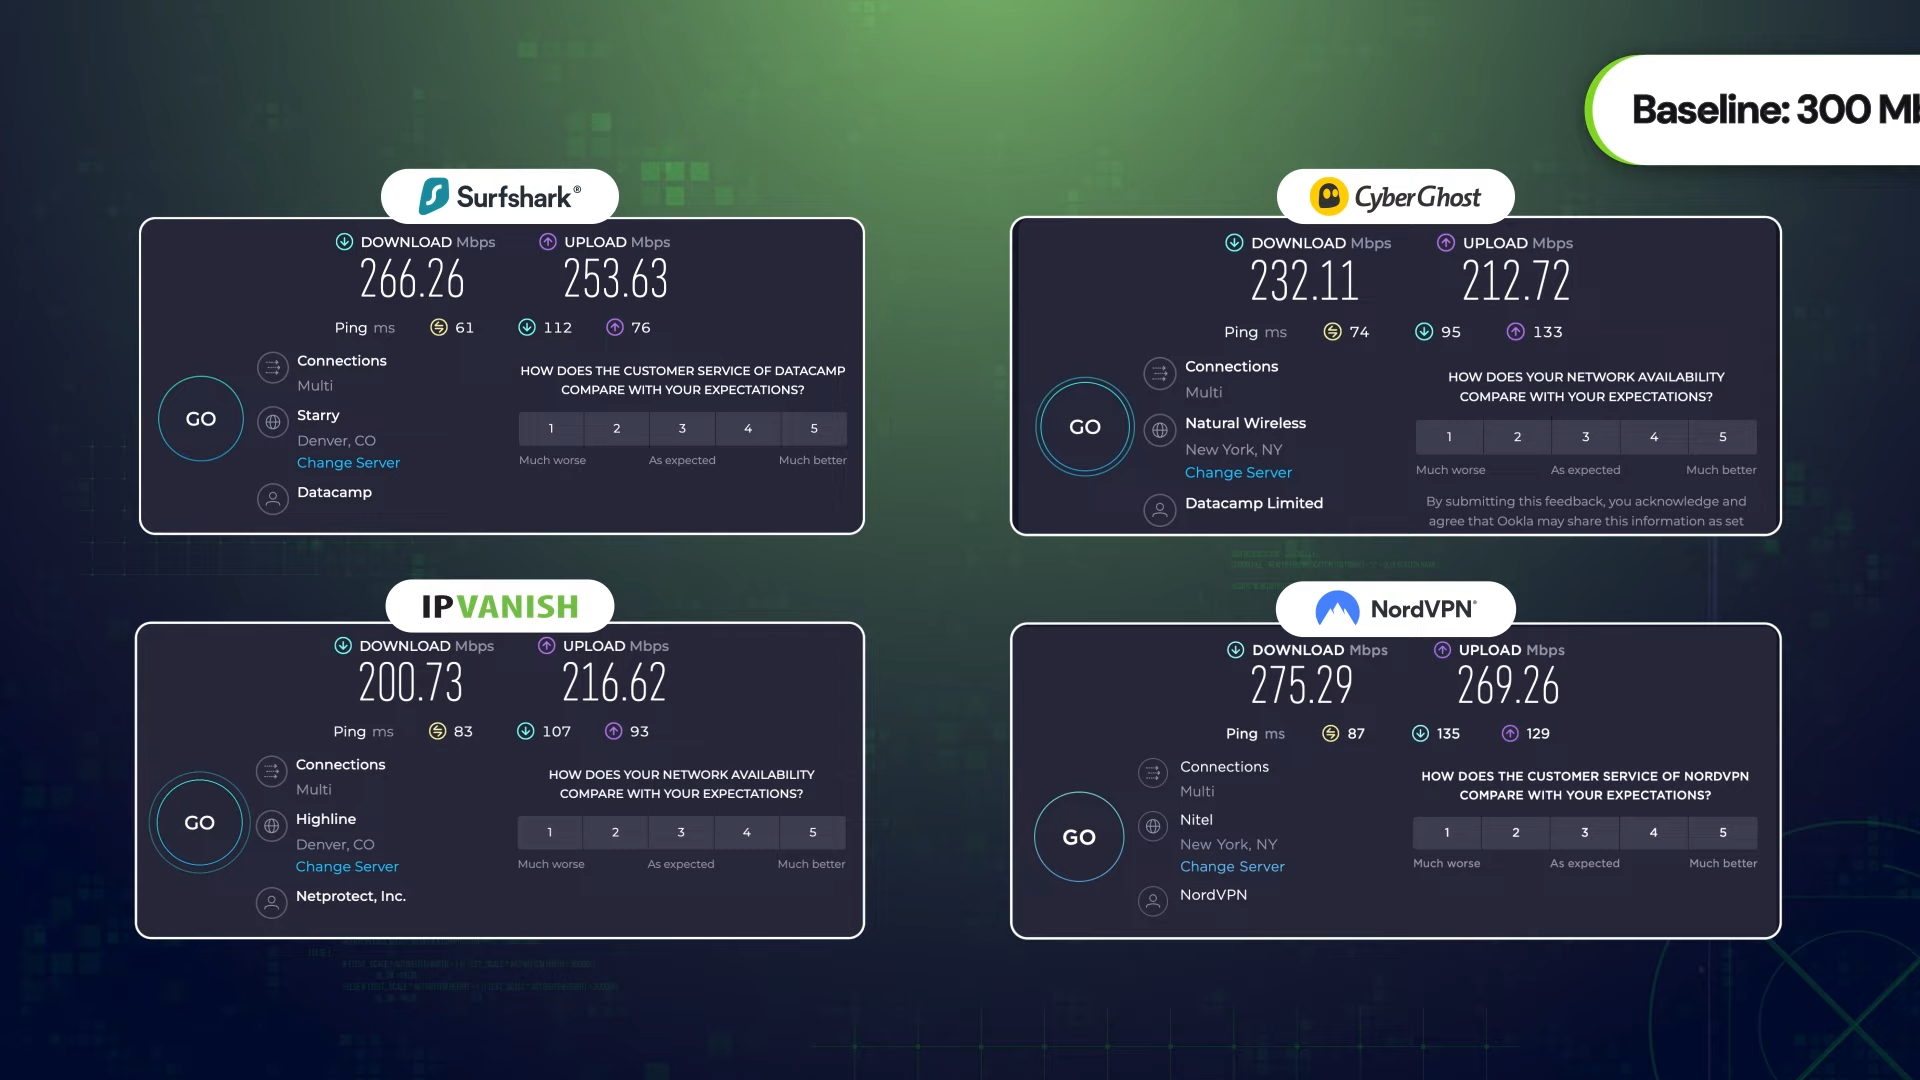 Baseline: 300 Mb
Surfshark®
DOWNLOAD Mbps UPLOAD Mbps
266.26 253.63
Ping ms 61 112 76
Connections
Multi
Starry
Denver, CO
Change Server
Datacamp
GO
HOW DOES THE CUSTOMER SERVICE OF DATACAMP
COMPARE WITH YOUR EXPECTATIONS?
1 2 3 4 5
Much worse As expected Much better
CyberGhost
DOWNLOAD Mbps UPLOAD Mbps
232.11 212.72
Ping ms 74 95 133
Connections
Multi
Natural Wireless
New York, NY
Change Server
Datacamp Limited
GO
HOW DOES YOUR NETWORK AVAILABILITY
COMPARE WITH YOUR EXPECTATIONS?
1 2 3 4 5
Much worse As expected Much better
By submitting this feedback, you acknowledge and
agree that Ookla may share this information as set
IPVANISH
DOWNLOAD Mbps UPLOAD Mbps
200.73 216.62
Ping ms 83 107 93
Connections
Multi
Highline
Denver, CO
Change Server
Netprotect, Inc.
GO
HOW DOES YOUR NETWORK AVAILABILITY
COMPARE WITH YOUR EXPECTATIONS?
1 2 3 4 5
Much worse As expected Much better
NordVPN®
DOWNLOAD Mbps UPLOAD Mbps
275.29 269.26
Ping ms 87 135 129
Connections
Multi
Nitel
New York, NY
Change Server
NordVPN
GO
HOW DOES THE CUSTOMER SERVICE OF NORDVPN
COMPARE WITH YOUR EXPECTATIONS?
1 2 3 4 5
Much worse As expected Much better